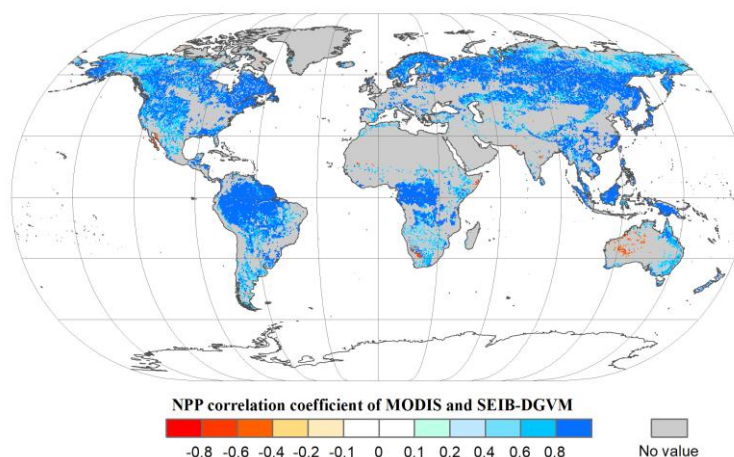 NPP correlation coefficient of MODIS and SEIB-DGVM
-0.8 -0.6 -0.4 -0.2 -0.1 0 0.1 0.2 0.4 0.6 0.8 No value